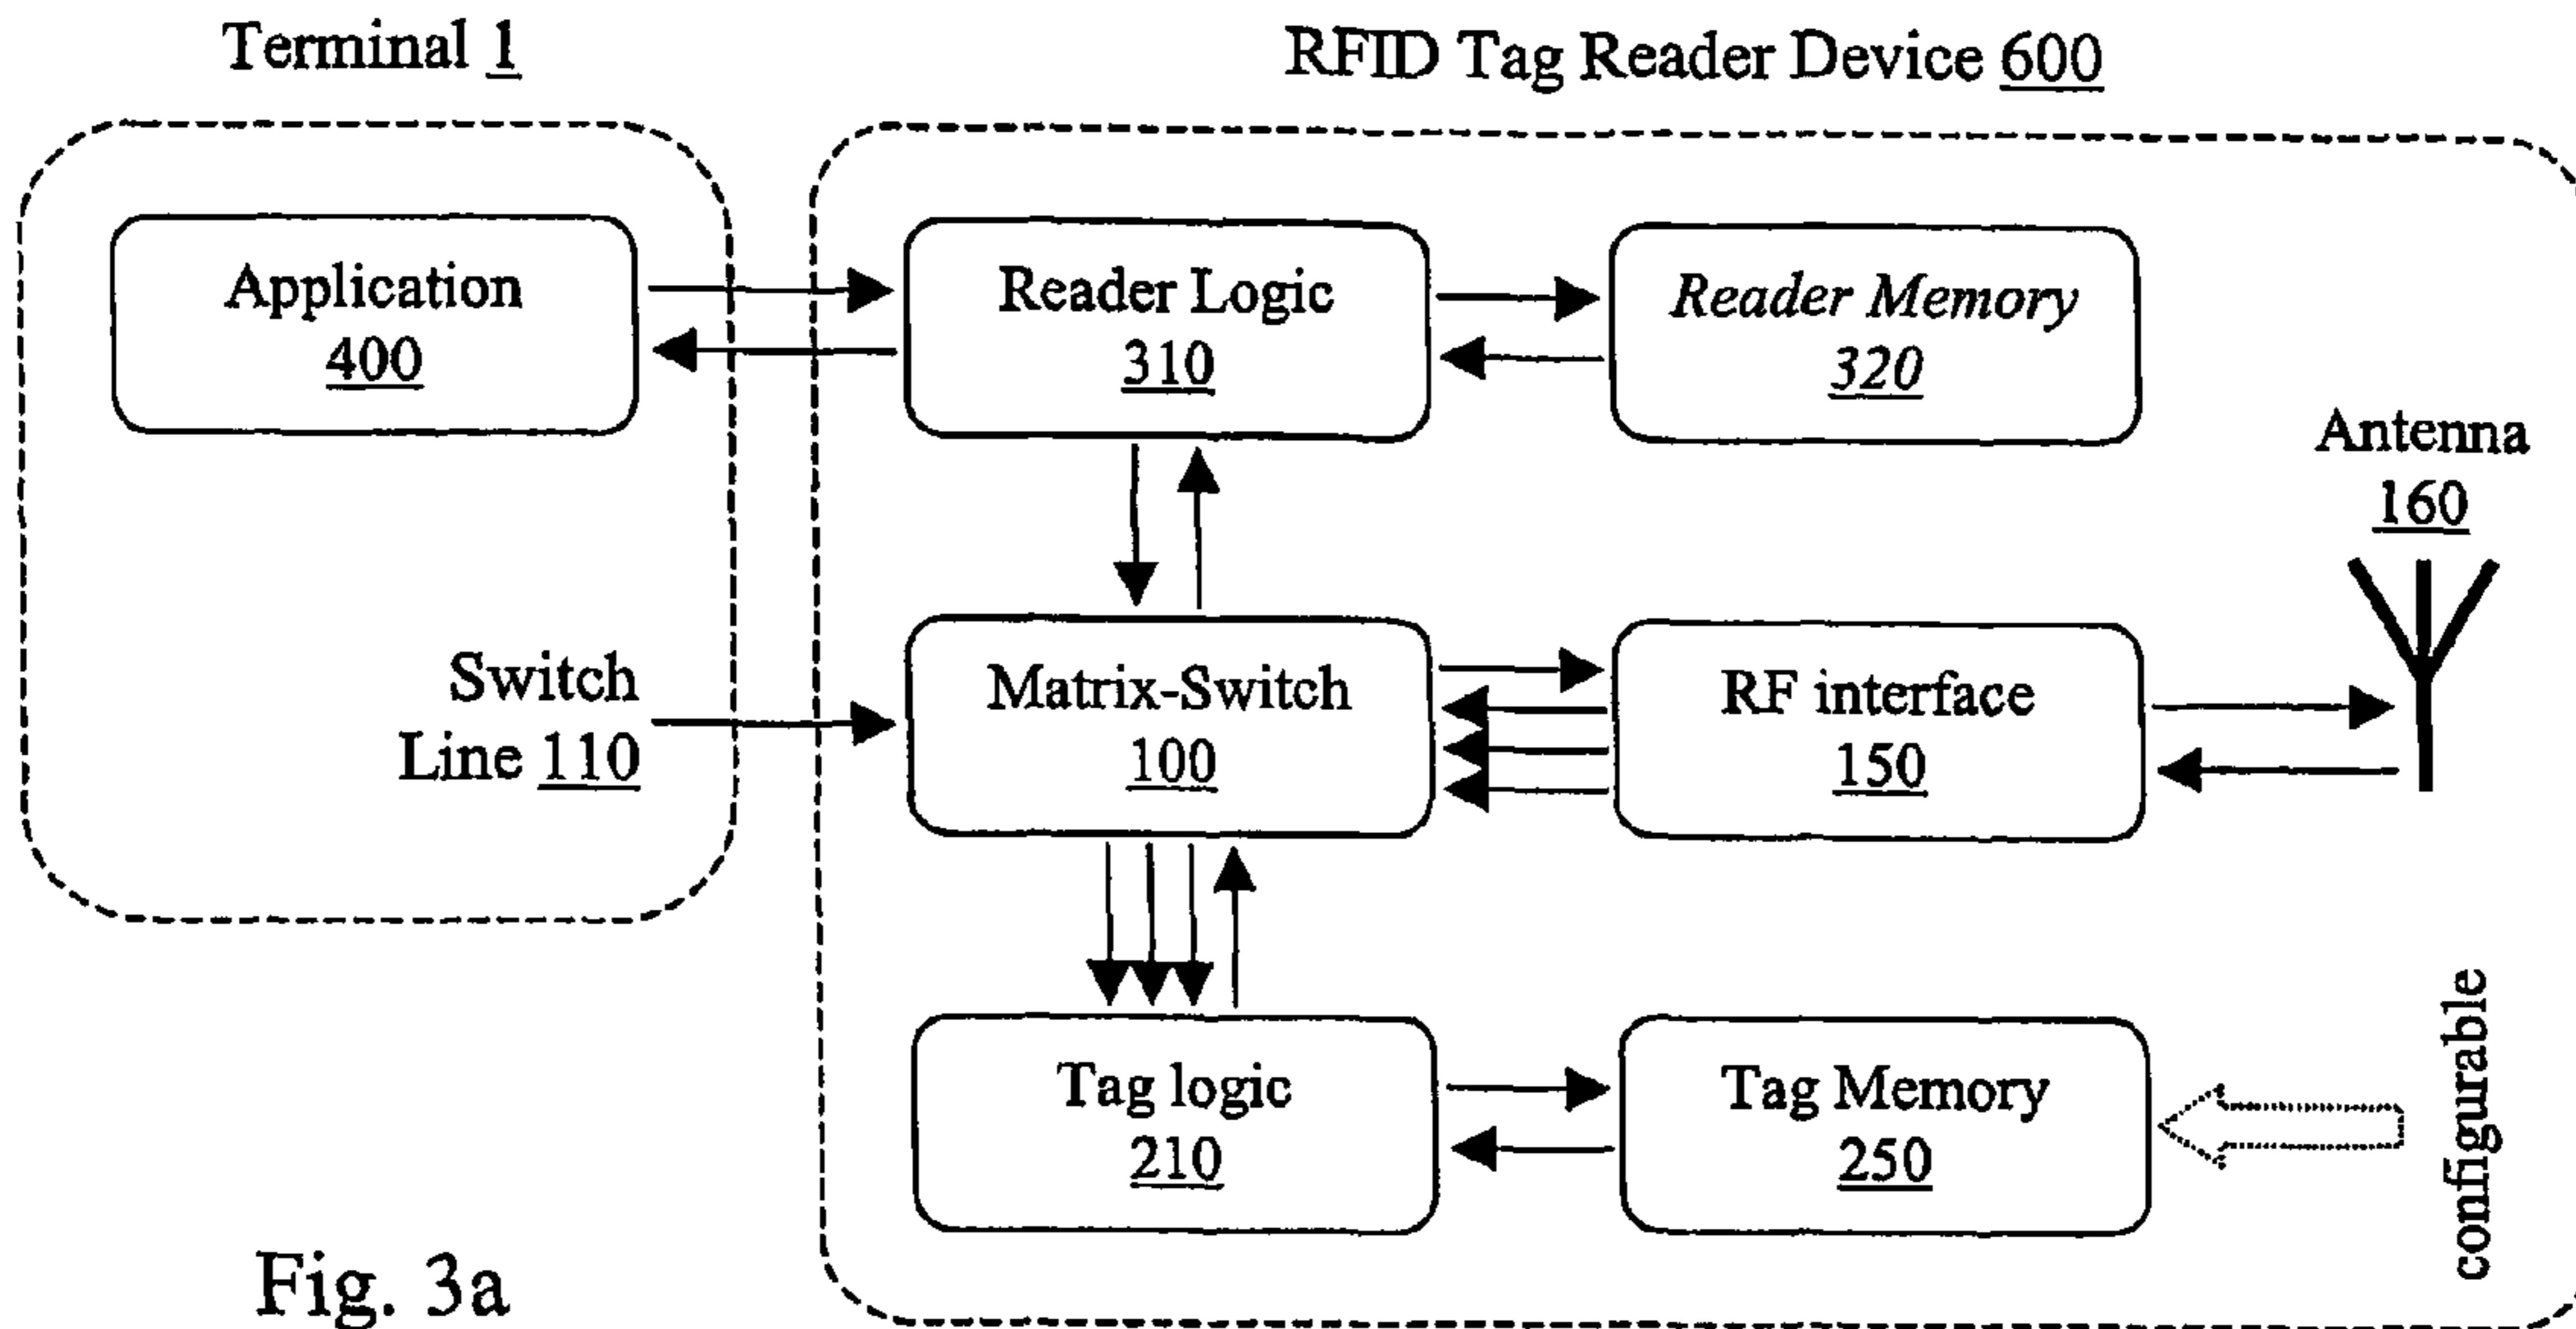 Terminal 1
RFID Tag Reader Device 600
Application
400
Reader Logic
310
Reader Memory
320
Antenna
160
Switch
Line 110
Matrix-Switch
100
RF interface
150
Tag logic
210
Tag Memory
250
configurable
Fig. 3a